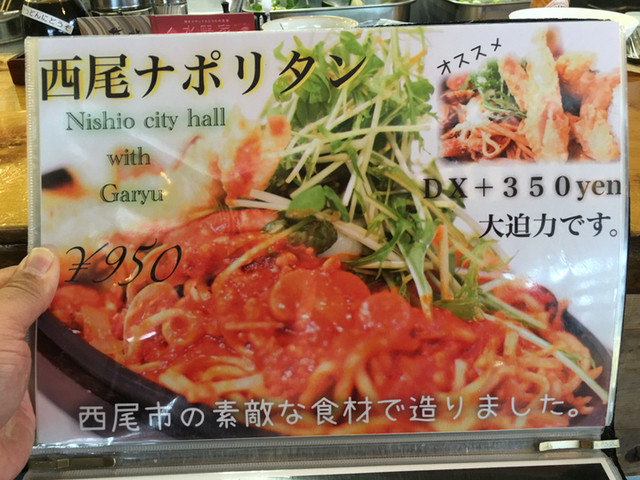 西尾ナポリタン
Nishio city hall
with
Garyu
¥950
オススメ
DX+350yen
大迫力です。
西尾市の素敵な食材で造りました。